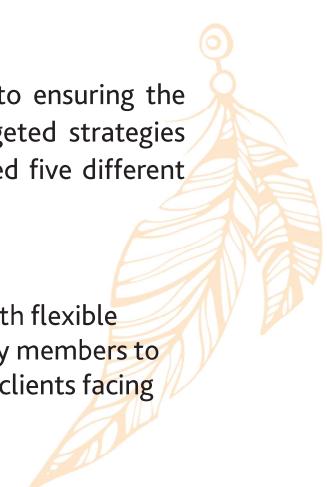 to ensuring the
geted strategies
ed five different
th flexible
y members to
clients facing